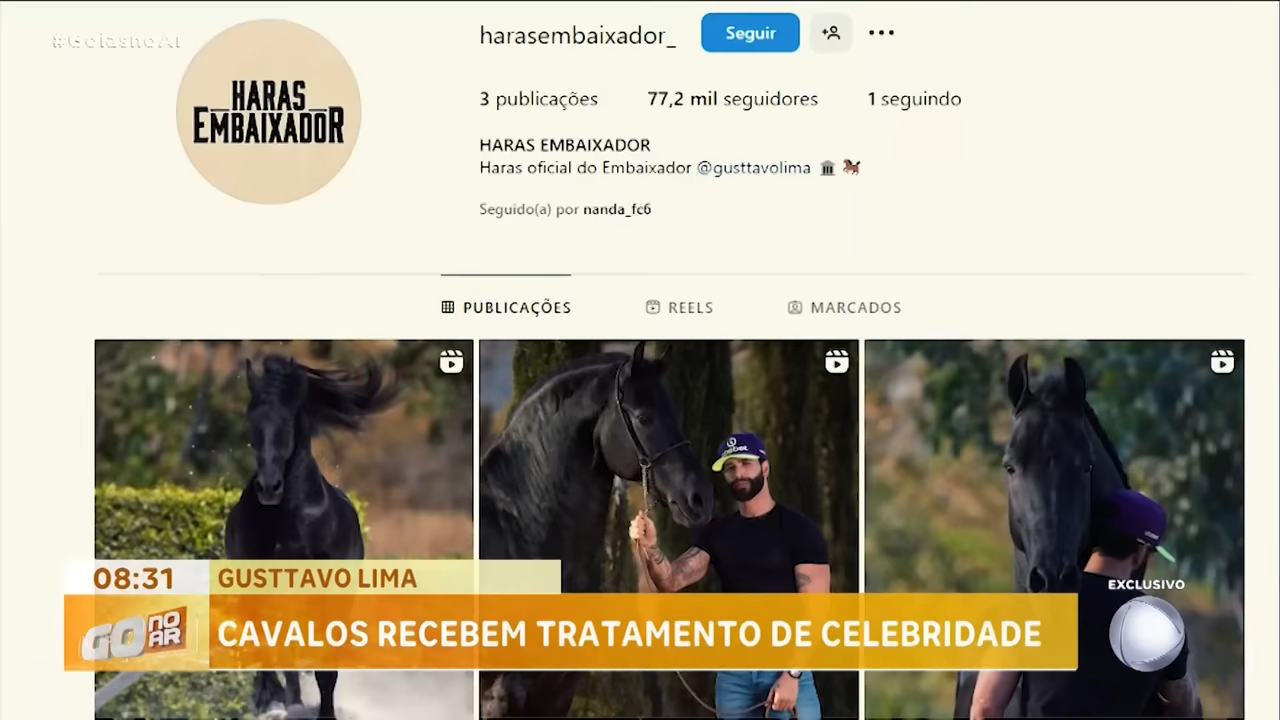 #GoiásnoAr
HARAS
EMBAIXADOR
harasembaixador_
Seguir
3 publicações
77,2 mil seguidores
1 seguindo
HARAS EMBAIXADOR
Haras oficial do Embaixador @gusttavolima 🏛️ 🐎
Seguido(a) por nanda_fc6
PUBLICAÇÕES
REELS
MARCADOS
08:31
GUSTTAVO LIMA
EXCLUSIVO
GO NO AR
CAVALOS RECEBEM TRATAMENTO DE CELEBRIDADE